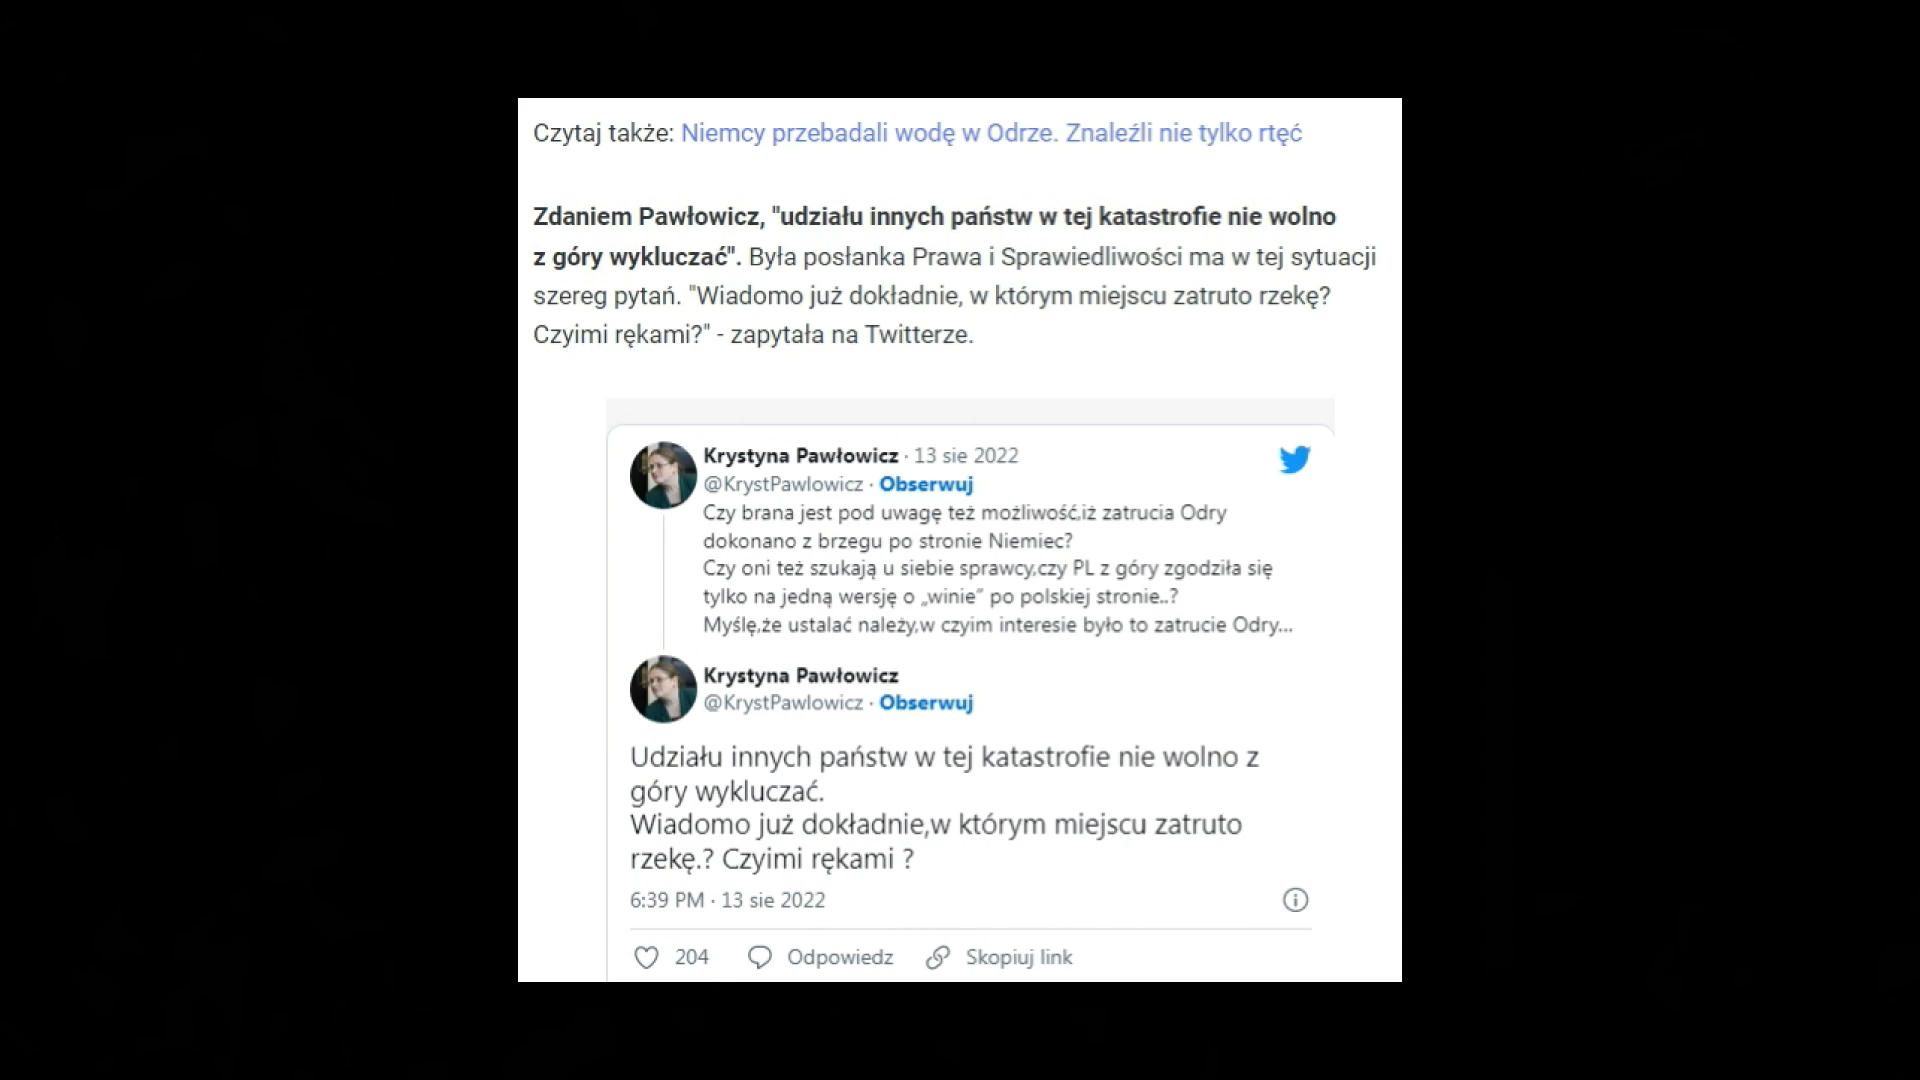 Czytaj także: Niemcy przebadali wodę w Odrze. Znaleźli nie tylko rtęć
Zdaniem Pawłowicz, "udziału innych państw w tej katastrofie nie wolno
z góry wykluczać". Była posłanka Prawa i Sprawiedliwości ma w tej sytuacji
szereg pytań. "Wiadomo już dokładnie, w którym miejscu zatruto rzekę?
Czyimi rękami?" - zapytała na Twitterze.
Krystyna Pawłowicz · 13 sie 2022
@KrystPawlowicz · Obserwuj
Czy brana jest pod uwagę też możliwość,iż zatrucia Odry
dokonano z brzegu po stronie Niemiec?
Czy oni też szukają u siebie sprawcy,czy PL z góry zgodziła się
tylko na jedną wersję o „winie” po polskiej stronie..?
Myślę,że ustalać należy,w czyim interesie było to zatrucie Odry...
Krystyna Pawłowicz
@KrystPawlowicz · Obserwuj
Udziału innych państw w tej katastrofie nie wolno z
góry wykluczać.
Wiadomo już dokładnie,w którym miejscu zatruto
rzekę.? Czyimi rękami ?
6:39 PM · 13 sie 2022
204 Odpowiedz Skopiuj link